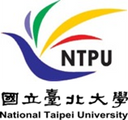 NTPU
國立臺北大學
National Taipei University